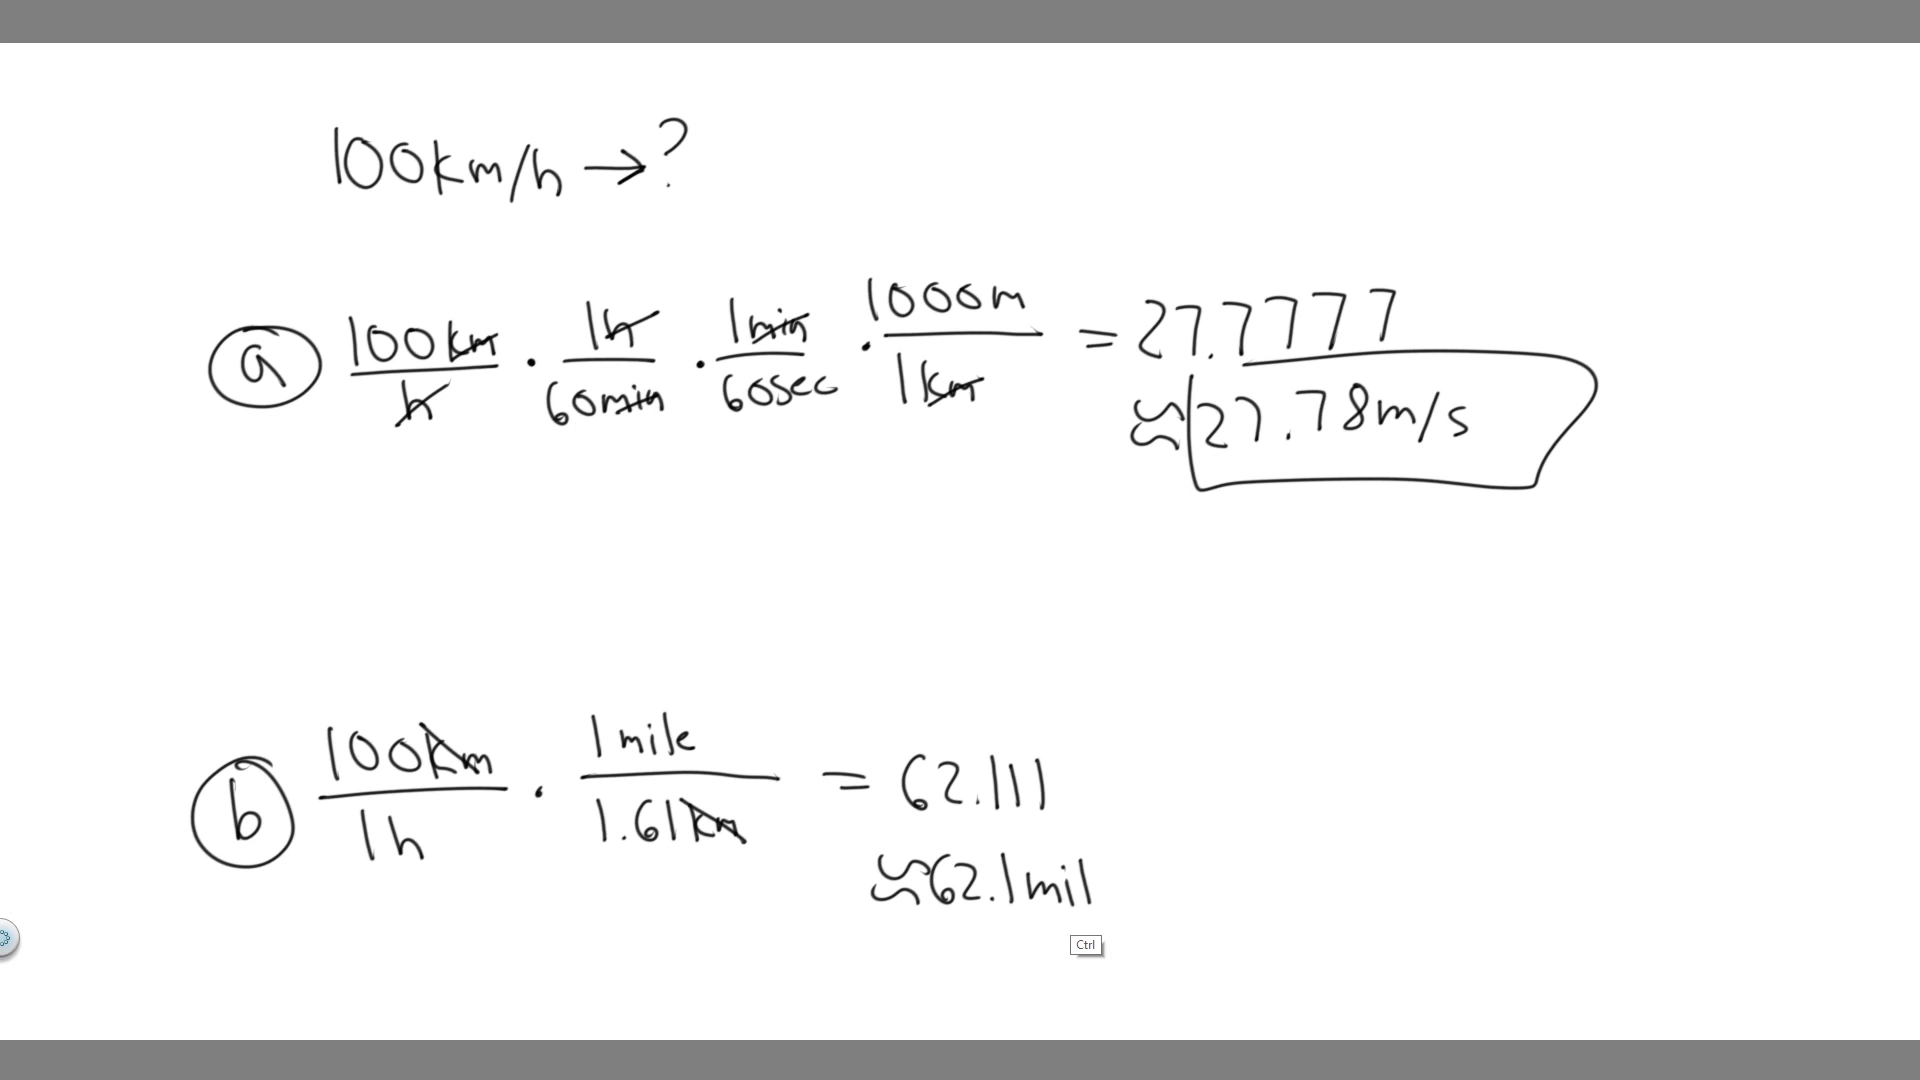 100km/h → ?
a 100km/h · 1h/60min · 1min/60sec · 1000m/1km = 27.7777
≈ 27.78m/s
b 100km/1h · 1mile/1.61km = 62.111
≈ 62.1mil
Ctrl